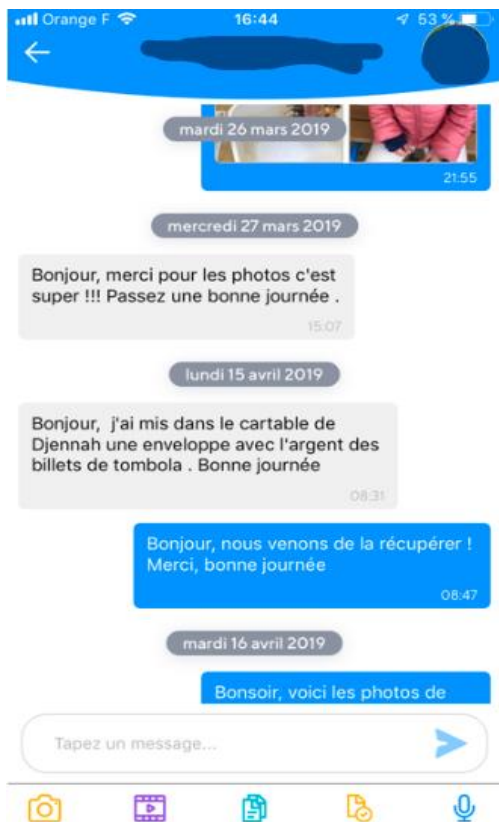 Orange F 16:44 53 %
mardi 26 mars 2019
21:55
mercredi 27 mars 2019
Bonjour, merci pour les photos c'est
super !!! Passez une bonne journée .
15:07
lundi 15 avril 2019
Bonjour, j'ai mis dans le cartable de
Djennah une enveloppe avec l'argent des
billets de tombola . Bonne journée
08:31
Bonjour, nous venons de la récupérer !
Merci, bonne journée
08:47
mardi 16 avril 2019
Bonsoir, voici les photos de
Tapez un message...